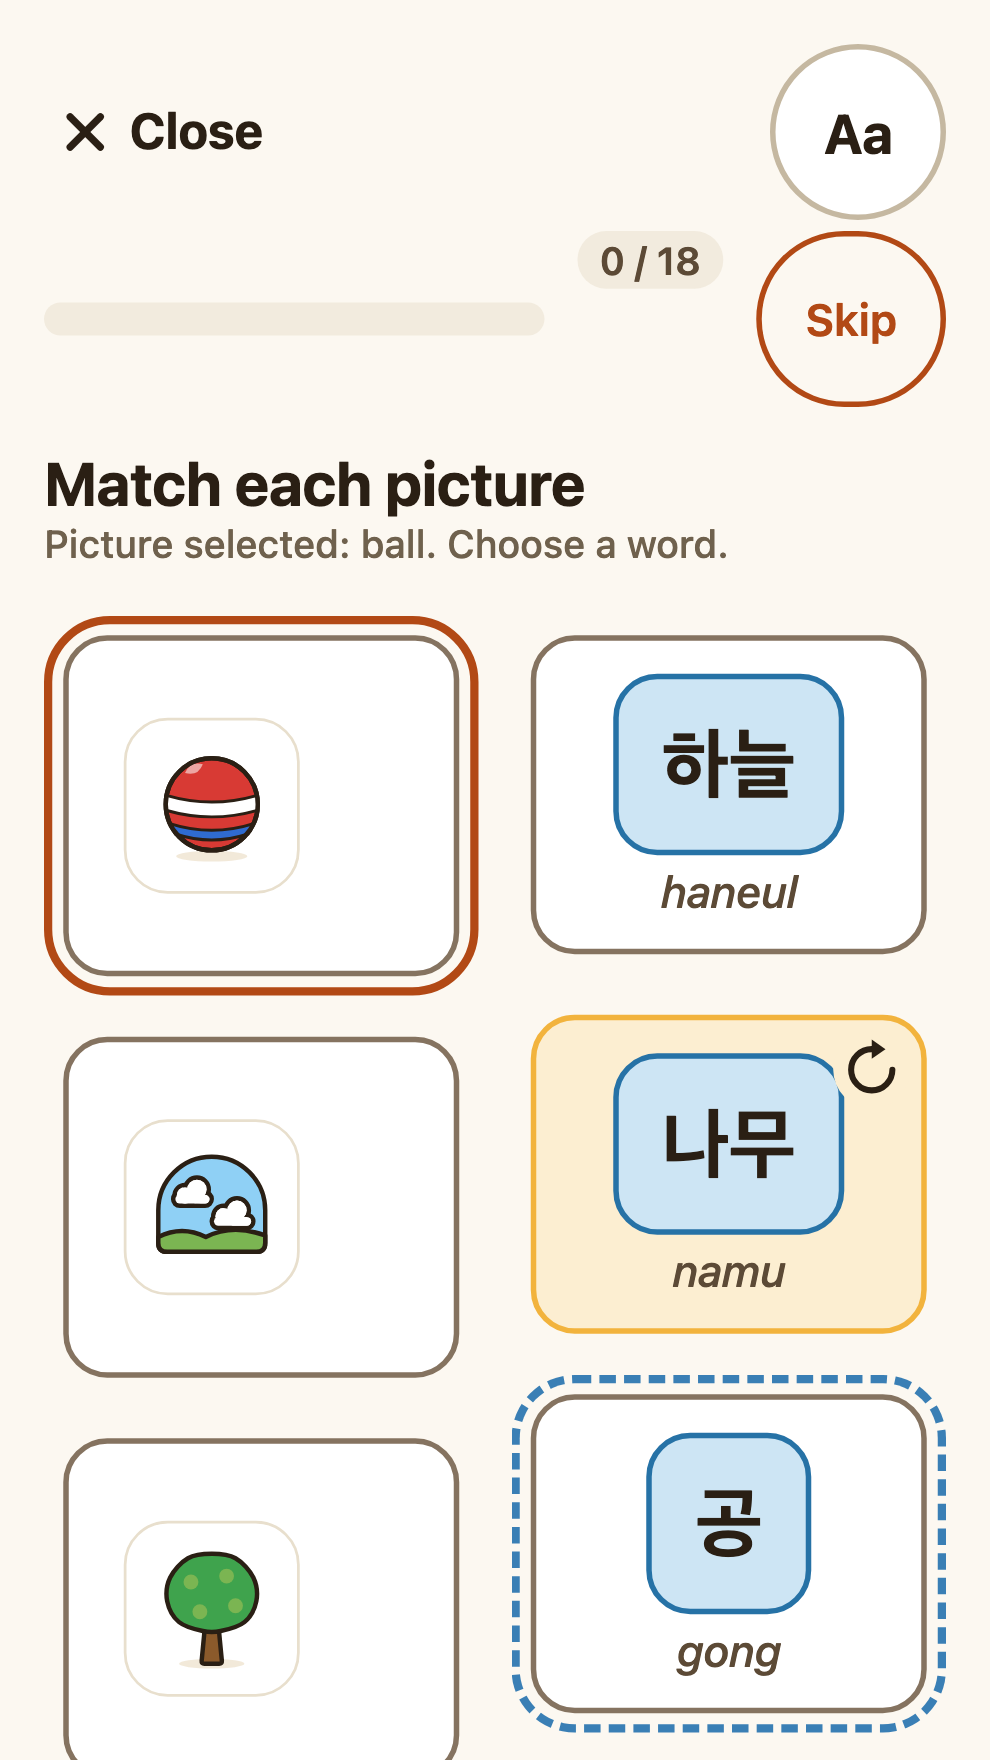 Close
Aa
0 / 18
Skip
Match each picture
Picture selected: ball. Choose a word.
하늘
haneul
나무
namu
공
gong